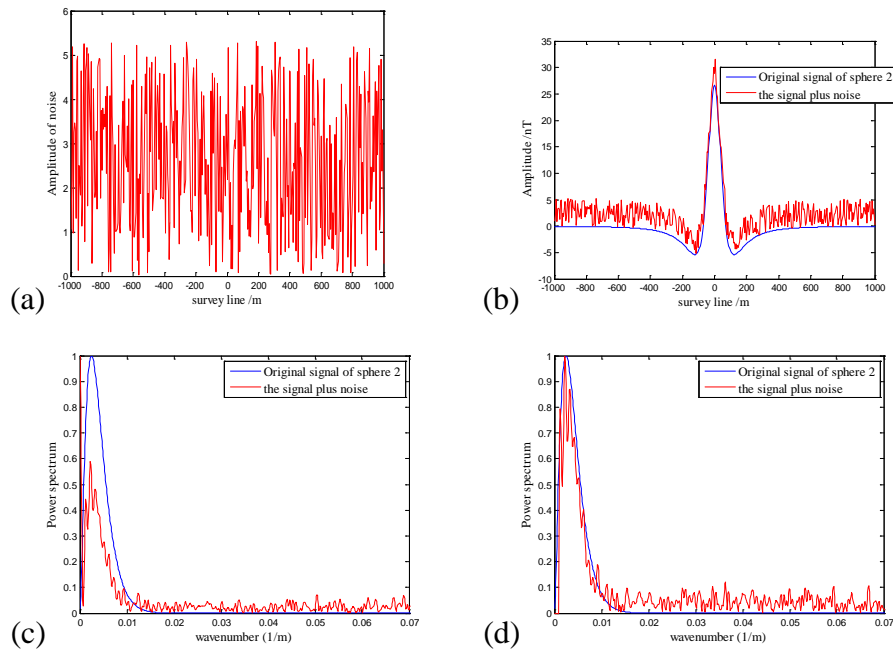 6
5
4
3
2
1
0
-1000 -800 -600 -400 -200 0 200 400 600 800 1000
Amplitude of noise
survey line /m
(a)
35
30
25
20
15
10
5
0
-5
-10
-1000 -800 -600 -400 -200 0 200 400 600 800 1000
Amplitude /nT
survey line /m
Original signal of sphere 2
the signal plus noise
(b)
1
0.9
0.8
0.7
0.6
0.5
0.4
0.3
0.2
0.1
0
0 0.01 0.02 0.03 0.04 0.05 0.06 0.07
Power spectrum
wavenumber (1/m)
Original signal of sphere 2
the signal plus noise
(c)
1
0.9
0.8
0.7
0.6
0.5
0.4
0.3
0.2
0.1
0
0 0.01 0.02 0.03 0.04 0.05 0.06 0.07
Power spectrum
wavenumber (1/m)
Original signal of sphere 2
the signal plus noise
(d)